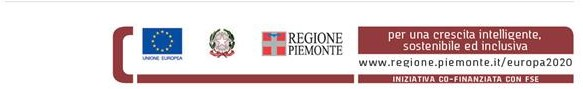 UNIONE EUROPEA
REGIONE
PIEMONTE
per una crescita intelligente,
sostenibile ed inclusiva
www.regione.piemonte.it/europa2020
INIZIATIVA CO-FINANZIATA CON FSE